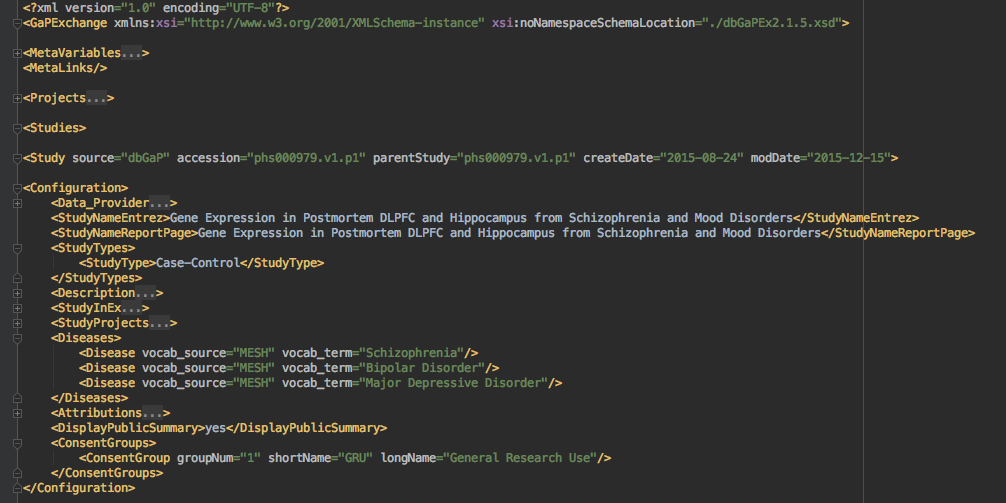 <?xml version="1.0" encoding="UTF-8"?>
<GaPExchange xmlns:xsi="http://www.w3.org/2001/XMLSchema-instance" xsi:noNamespaceSchemaLocation="./dbGaPEx2.1.5.xsd">
<MetaVariables...>
<MetaLinks/>
<Projects...>
<Studies>
<Study source="dbGaP" accession="phs000979.v1.p1" parentStudy="phs000979.v1.p1" createDate="2015-08-24" modDate="2015-12-15">
<Configuration>
<Data_Provider...>
<StudyNameEntrez>Gene Expression in Postmortem DLPFC and Hippocampus from Schizophrenia and Mood Disorders</StudyNameEntrez>
<StudyNameReportPage>Gene Expression in Postmortem DLPFC and Hippocampus from Schizophrenia and Mood Disorders</StudyNameReportPage>
<StudyTypes>
<StudyType>Case-Control</StudyType>
</StudyTypes>
<Description...>
<StudyInEx...>
<StudyProjects...>
<Diseases>
<Disease vocab_source="MESH" vocab_term="Schizophrenia"/>
<Disease vocab_source="MESH" vocab_term="Bipolar Disorder"/>
<Disease vocab_source="MESH" vocab_term="Major Depressive Disorder"/>
</Diseases>
<Attributions...>
<DisplayPublicSummary>yes</DisplayPublicSummary>
<ConsentGroups>
<ConsentGroup groupNum="1" shortName="GRU" longName="General Research Use"/>
</ConsentGroups>
</Configuration>